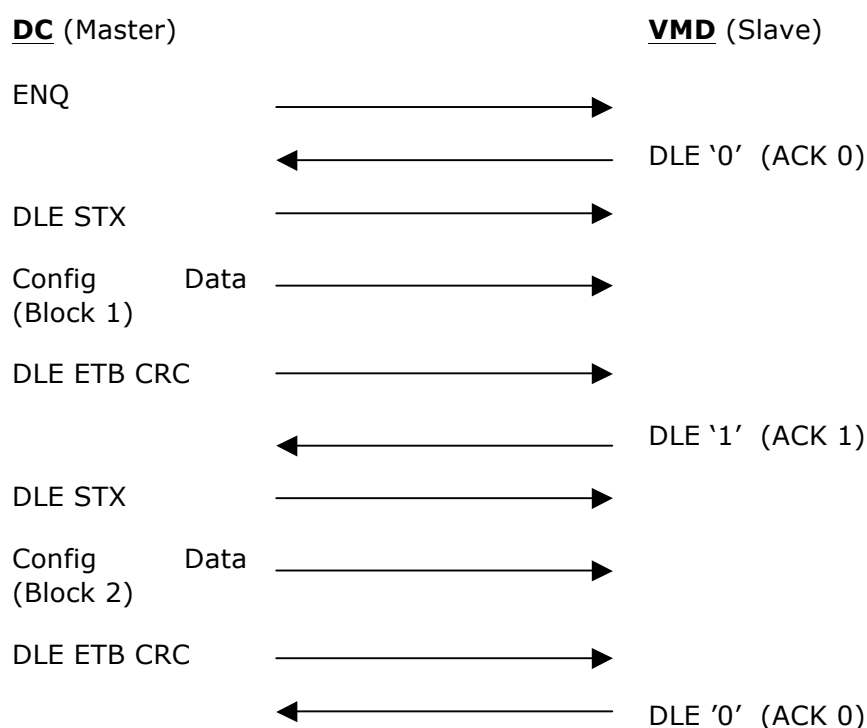 DC (Master) VMD (Slave)
ENQ
DLE ‘0’ (ACK 0)
DLE STX
Config Data
(Block 1)
DLE ETB CRC
DLE ‘1’ (ACK 1)
DLE STX
Config Data
(Block 2)
DLE ETB CRC
DLE ’0’ (ACK 0)